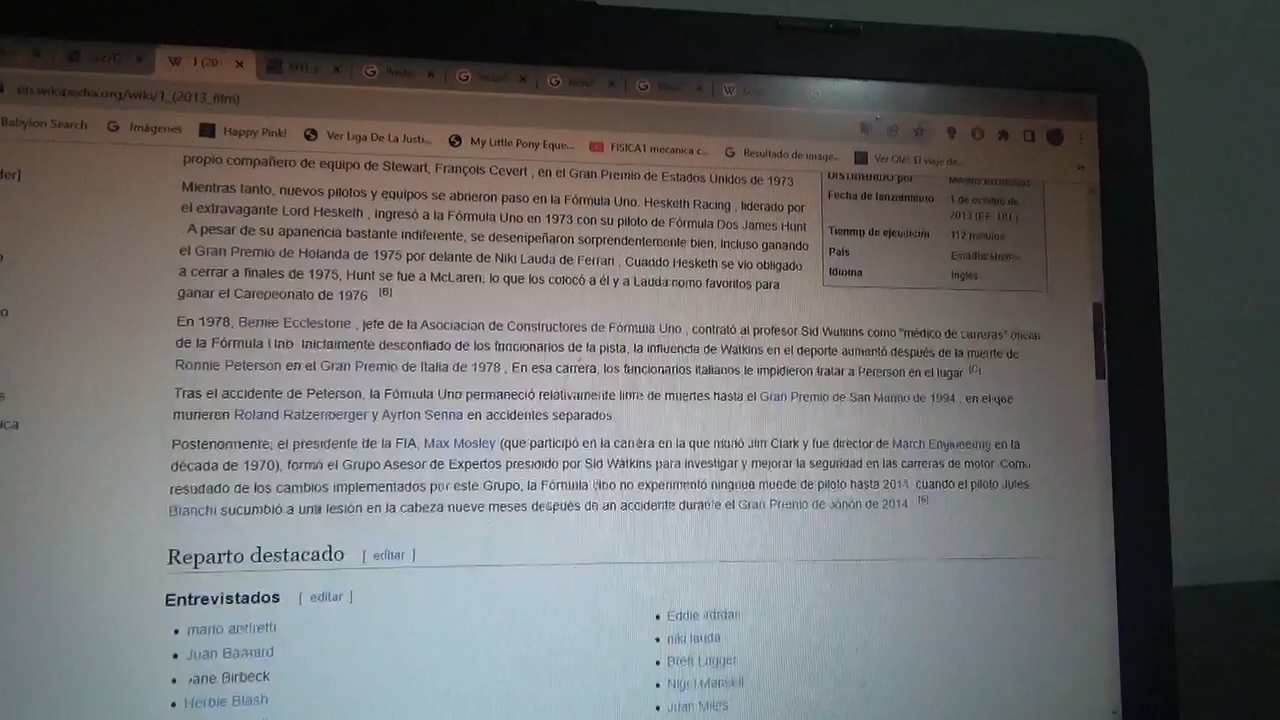 W 1 (20
en.wikipedia.org/wiki/1_(2013_film)
Babylon Search
Imágenes
Happy Pink!
Ver Liga De La Justi...
My Little Pony Eque...
FISICA1 mecanica c...
Resultado de image...
Ver Olé: El viaje de...
propio compañero de equipo de Stewart, François Cevert , en el Gran Premio de Estados Unidos de 1973
Mientras tanto, nuevos pilotos y equipos se abrieron paso en la Fórmula Uno. Hesketh Racing , liderado por
el extravagante Lord Hesketh , ingresó a la Fórmula Uno en 1973 con su piloto de Fórmula Dos James Hunt
A pesar de su apariencia bastante indiferente, se desempeñaron sorprendentemente bien, incluso ganando
el Gran Premio de Holanda de 1975 por delante de Niki Lauda de Ferrari . Cuando Hesketh se vio obligado
a cerrar a finales de 1975, Hunt se fue a McLaren; lo que los colocó a él y a Lauda como favoritos para
ganar el Campeonato de 1976
Distribuido por
Fecha de lanzamiento 1 de octubre de
2013 (EE. UU.)
Tiempo de ejecución 112 minutos
País Estados Unidos
Idioma Inglés
En 1978, Bernie Ecclestone , jefe de la Asociación de Constructores de Fórmula Uno , contrató al profesor Sid Watkins como "médico de carreras" oficial
de la Fórmula Uno Inicialmente desconfiado de los funcionarios de la pista, la influencia de Watkins en el deporte aumentó después de la muerte de
Ronnie Peterson en el Gran Premio de Italia de 1978 . En esa carrera, los funcionarios italianos le impidieron tratar a Peterson en el lugar
Tras el accidente de Peterson, la Fórmula Uno permaneció relativamente libre de muertes hasta el Gran Premio de San Marino de 1994 , en el que
murieron Roland Ratzenberger y Ayrton Senna en accidentes separados.
Posteriormente, el presidente de la FIA, Max Mosley (que participó en la carrera en la que murió Jim Clark y fue director de March Engineering en la
década de 1970), formó el Grupo Asesor de Expertos presidido por Sid Watkins para investigar y mejorar la seguridad en las carreras de motor. Como
resultado de los cambios implementados por este Grupo, la Fórmula Uno no experimentó ninguna muerte de piloto hasta 2014 cuando el piloto Jules
Bianchi sucumbió a una lesión en la cabeza nueve meses después de un accidente durante el Gran Premio de Japón de 2014
Reparto destacado [ editar ]
Entrevistados [ editar ]
mario andretti
Juan Barnard
Jane Birbeck
Herbie Blash
Eddie Jordan
niki lauda
Brett Lunger
Nigel Mansell
Juan Miles